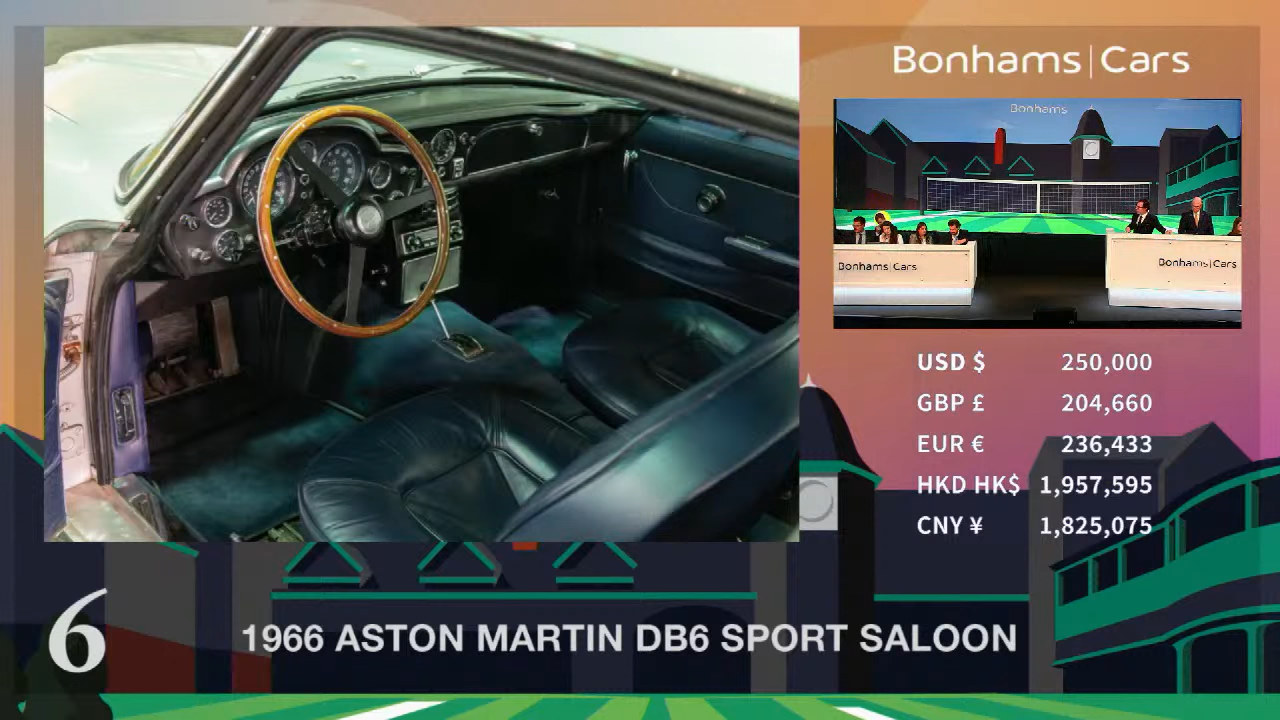 Bonhams|Cars
Bonhams
Bonhams|Cars
Bonhams|Cars
USD $ 250,000
GBP £ 204,660
EUR € 236,433
HKD HK$ 1,957,595
CNY ¥ 1,825,075
6
1966 ASTON MARTIN DB6 SPORT SALOON